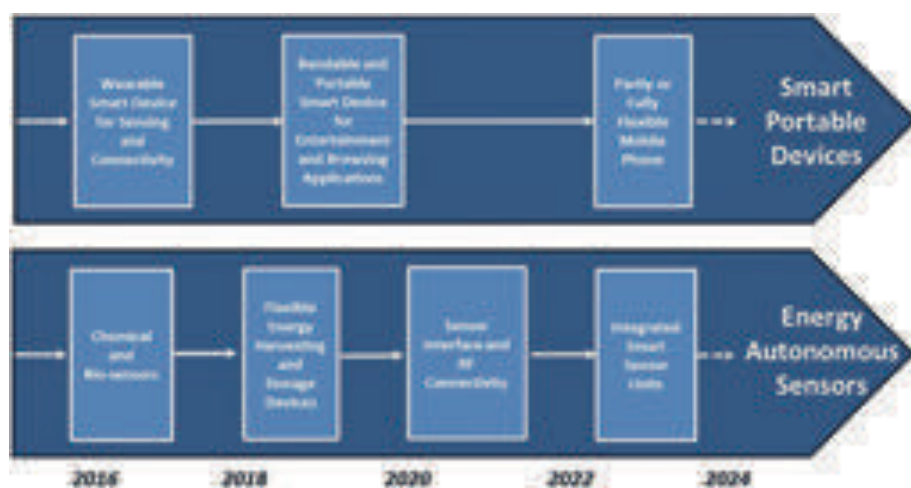 Wearable
Smart Device
for Sensing
and
Connectivity
Bendable and
Portable
Smart Device
for
Entertainment
and Browsing
Applications
Partly or
Fully
Flexible
Mobile
Phone
Smart
Portable
Devices
Chemical
and
Bio-sensors
Flexible
Energy
Harvesting
and
Storage
Devices
Sensor
Interface and
RF
Connectivity
Integrated
Smart
Sensor
Units
Energy
Autonomous
Sensors
2016
2018
2020
2022
2024